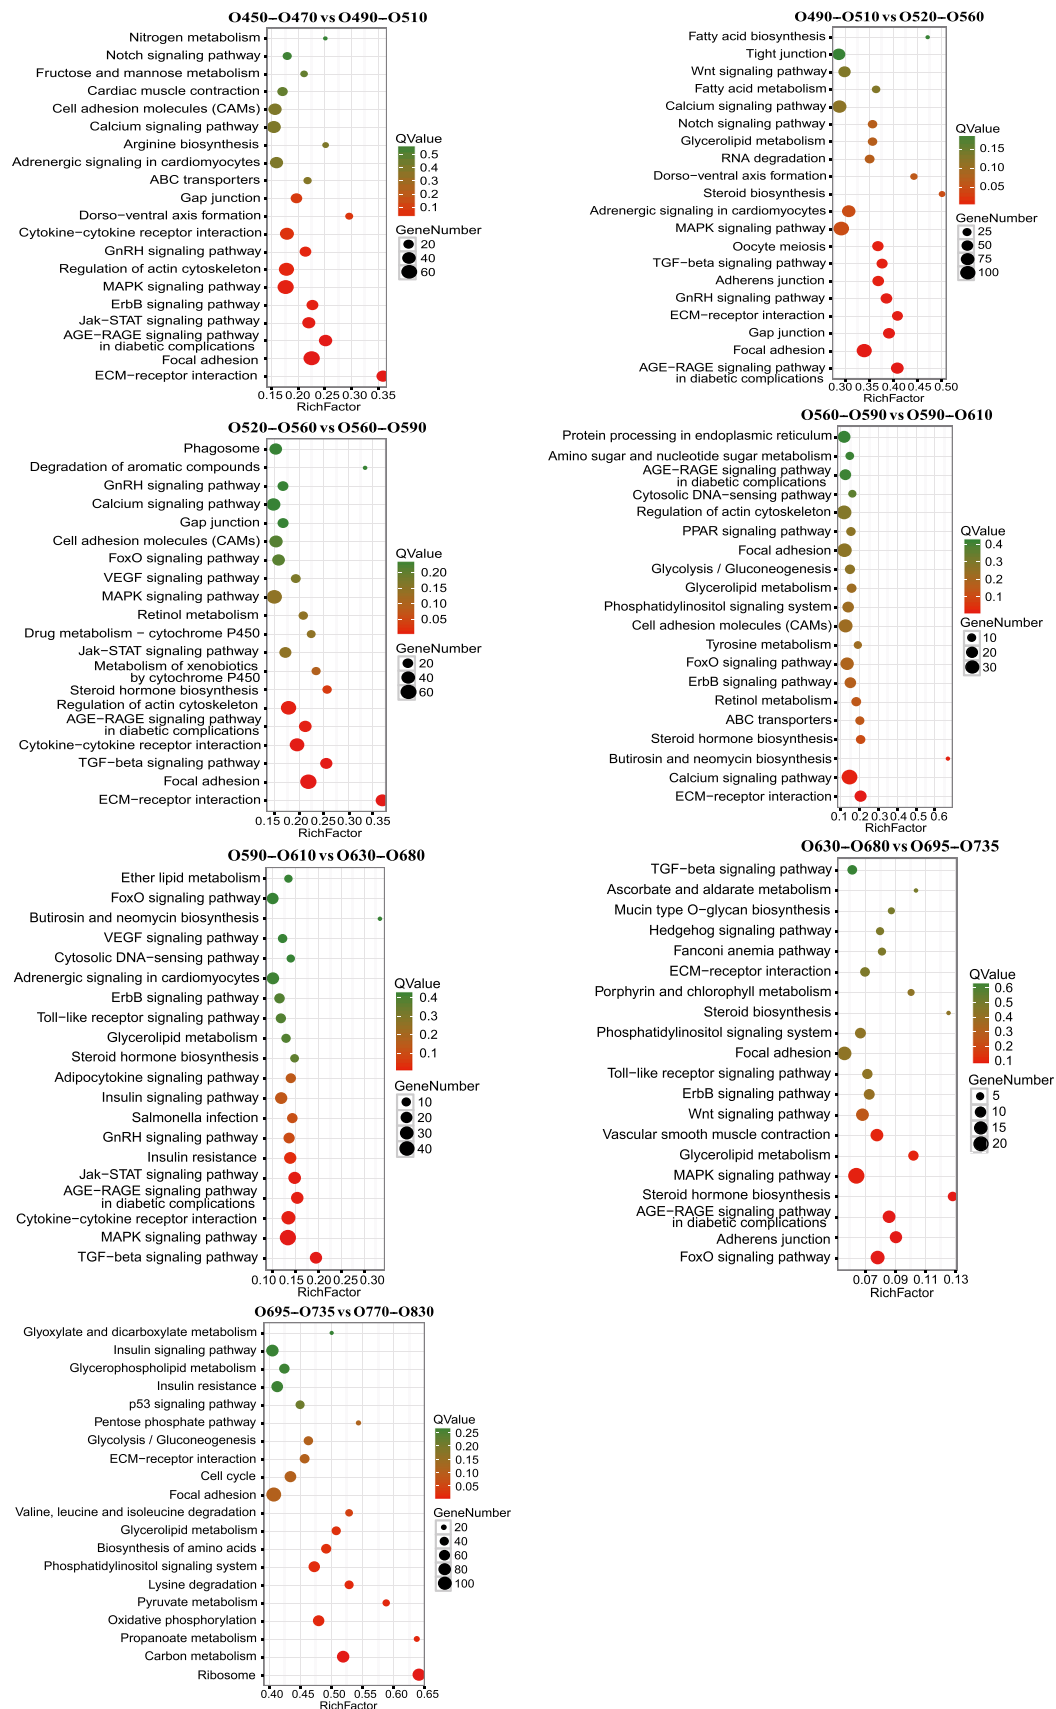 O450–O470 vs O490–O510
Nitrogen metabolism
Notch signaling pathway
Fructose and mannose metabolism
Cardiac muscle contraction
Cell adhesion molecules (CAMs)
Calcium signaling pathway
Arginine biosynthesis
Adrenergic signaling in cardiomyocytes
ABC transporters
Gap junction
Dorso−ventral axis formation
Cytokine−cytokine receptor interaction
GnRH signaling pathway
Regulation of actin cytoskeleton
MAPK signaling pathway
ErbB signaling pathway
Jak−STAT signaling pathway
AGE−RAGE signaling pathway
in diabetic complications
Focal adhesion
ECM−receptor interaction
0.15 0.20 0.25 0.30 0.35
RichFactor
QValue
0.5
0.4
0.3
0.2
0.1
GeneNumber
20
40
60
O490–O510 vs O520–O560
Fatty acid biosynthesis
Tight junction
Wnt signaling pathway
Fatty acid metabolism
Calcium signaling pathway
Notch signaling pathway
Glycerolipid metabolism
RNA degradation
Dorso−ventral axis formation
Steroid biosynthesis
Adrenergic signaling in cardiomyocytes
MAPK signaling pathway
Oocyte meiosis
TGF−beta signaling pathway
Adherens junction
GnRH signaling pathway
ECM−receptor interaction
Gap junction
Focal adhesion
AGE−RAGE signaling pathway
in diabetic complications
0.30 0.35 0.40 0.45 0.50
RichFactor
QValue
0.15
0.10
0.05
GeneNumber
25
50
75
100
O520–O560 vs O560–O590
Phagosome
Degradation of aromatic compounds
GnRH signaling pathway
Calcium signaling pathway
Gap junction
Cell adhesion molecules (CAMs)
FoxO signaling pathway
VEGF signaling pathway
MAPK signaling pathway
Retinol metabolism
Drug metabolism − cytochrome P450
Jak−STAT signaling pathway
Metabolism of xenobiotics
by cytochrome P450
Steroid hormone biosynthesis
Regulation of actin cytoskeleton
AGE−RAGE signaling pathway
in diabetic complications
Cytokine−cytokine receptor interaction
TGF−beta signaling pathway
Focal adhesion
ECM−receptor interaction
0.15 0.20 0.25 0.30 0.35
RichFactor
QValue
0.20
0.15
0.10
0.05
GeneNumber
20
40
60
O560–O590 vs O590–O610
Protein processing in endoplasmic reticulum
Amino sugar and nucleotide sugar metabolism
AGE−RAGE signaling pathway
in diabetic complications
Cytosolic DNA−sensing pathway
Regulation of actin cytoskeleton
PPAR signaling pathway
Focal adhesion
Glycolysis / Gluconeogenesis
Glycerolipid metabolism
Phosphatidylinositol signaling system
Cell adhesion molecules (CAMs)
Tyrosine metabolism
FoxO signaling pathway
ErbB signaling pathway
Retinol metabolism
ABC transporters
Steroid hormone biosynthesis
Butirosin and neomycin biosynthesis
Calcium signaling pathway
ECM−receptor interaction
0.1 0.2 0.3 0.4 0.5 0.6
RichFactor
QValue
0.4
0.3
0.2
0.1
GeneNumber
10
20
30
O590–O610 vs O630–O680
Ether lipid metabolism
FoxO signaling pathway
Butirosin and neomycin biosynthesis
VEGF signaling pathway
Cytosolic DNA−sensing pathway
Adrenergic signaling in cardiomyocytes
ErbB signaling pathway
Toll−like receptor signaling pathway
Glycerolipid metabolism
Steroid hormone biosynthesis
Adipocytokine signaling pathway
Insulin signaling pathway
Salmonella infection
GnRH signaling pathway
Insulin resistance
Jak−STAT signaling pathway
AGE−RAGE signaling pathway
in diabetic complications
Cytokine−cytokine receptor interaction
MAPK signaling pathway
TGF−beta signaling pathway
0.10 0.15 0.20 0.25 0.30
RichFactor
QValue
0.4
0.3
0.2
0.1
GeneNumber
10
20
30
40
O630–O680 vs O695–O735
TGF−beta signaling pathway
Ascorbate and aldarate metabolism
Mucin type O−glycan biosynthesis
Hedgehog signaling pathway
Fanconi anemia pathway
ECM−receptor interaction
Porphyrin and chlorophyll metabolism
Steroid biosynthesis
Phosphatidylinositol signaling system
Focal adhesion
Toll−like receptor signaling pathway
ErbB signaling pathway
Wnt signaling pathway
Vascular smooth muscle contraction
Glycerolipid metabolism
MAPK signaling pathway
Steroid hormone biosynthesis
AGE−RAGE signaling pathway
in diabetic complications
Adherens junction
FoxO signaling pathway
0.07 0.09 0.11 0.13
RichFactor
QValue
0.6
0.5
0.4
0.3
0.2
0.1
GeneNumber
5
10
15
20
O695–O735 vs O770–O830
Glyoxylate and dicarboxylate metabolism
Insulin signaling pathway
Glycerophospholipid metabolism
Insulin resistance
p53 signaling pathway
Pentose phosphate pathway
Glycolysis / Gluconeogenesis
ECM−receptor interaction
Cell cycle
Focal adhesion
Valine, leucine and isoleucine degradation
Glycerolipid metabolism
Biosynthesis of amino acids
Phosphatidylinositol signaling system
Lysine degradation
Pyruvate metabolism
Oxidative phosphorylation
Propanoate metabolism
Carbon metabolism
Ribosome
0.40 0.45 0.50 0.55 0.60 0.65
RichFactor
QValue
0.25
0.20
0.15
0.10
0.05
GeneNumber
20
40
60
80
100